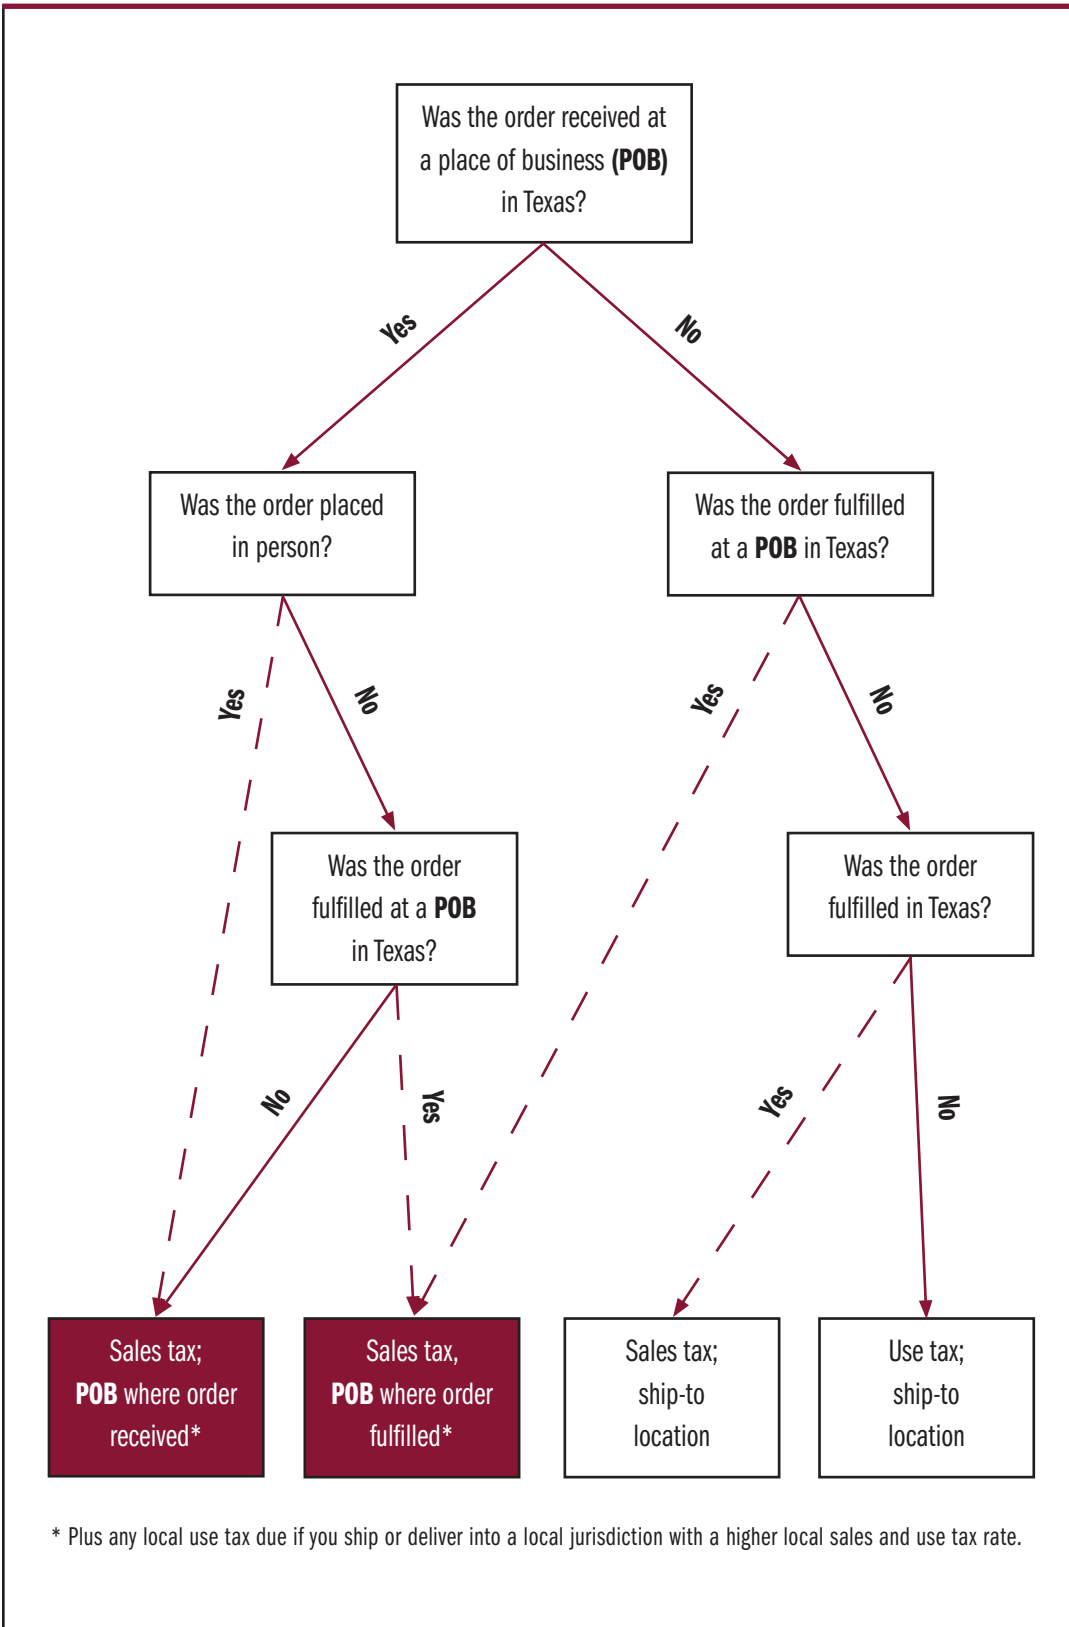 Was the order received at
a place of business (POB)
in Texas?
Yes
No
Was the order placed
in person?
Was the order fulfilled
at a POB in Texas?
Yes
No
Yes
No
Was the order
fulfilled at a POB
in Texas?
Was the order
fulfilled in Texas?
No
Yes
Yes
No
Sales tax;
POB where order
received*
Sales tax,
POB where order
fulfilled*
Sales tax;
ship-to
location
Use tax;
ship-to
location
* Plus any local use tax due if you ship or deliver into a local jurisdiction with a higher local sales and use tax rate.